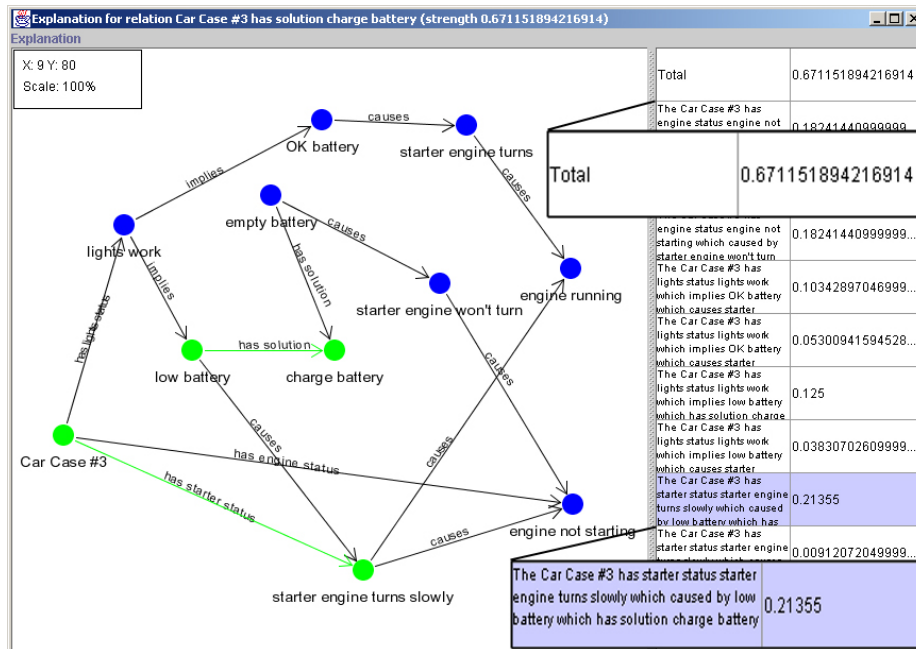 Explanation for relation Car Case #3 has solution charge battery (strength 0.671151894216914)
Explanation
X: 9 Y: 80
Scale: 100%
causes
OK battery
starter engine turns
implies
causes
empty battery
causes
lights work
has solution
implies
engine running
starter engine won't turn
has lights status
has solution
low battery
charge battery
causes
causes
causes
Car Case #3
has engine status
has starter status
engine not starting
causes
starter engine turns slowly
Total
0.671151894216914
The Car Case #3 has
engine status engine not
0.18241440999999...
Total
0.671151894216914
engine status engine not
starting which caused by
starter engine won't turn
0.18241440999999...
The Car Case #3 has
lights status lights work
which implies OK battery
which causes starter
0.10342897046999...
The Car Case #3 has
lights status lights work
which implies OK battery
which causes starter
0.05300941594528...
The Car Case #3 has
lights status lights work
which implies low battery
which has solution charge
0.125
The Car Case #3 has
lights status lights work
which implies low battery
which causes starter
0.03830702609999...
The Car Case #3 has
starter status starter engine
turns slowly which caused
by low battery which has
0.21355
The Car Case #3 has
starter status starter engine
0.00912072049999...
The Car Case #3 has starter status starter
engine turns slowly which caused by low
battery which has solution charge battery
0.21355